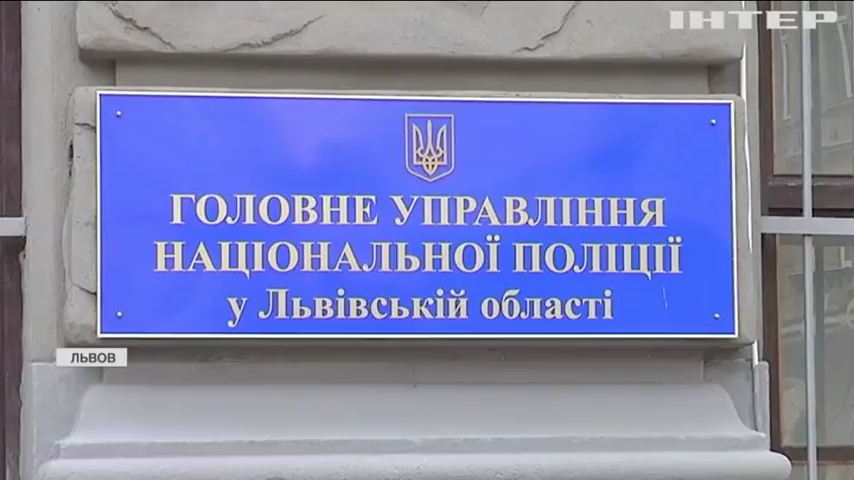 ІНТЕР
ГОЛОВНЕ УПРАВЛІННЯ
НАЦІОНАЛЬНОЇ ПОЛІЦІЇ
у Львівській області
ЛЬВОВ